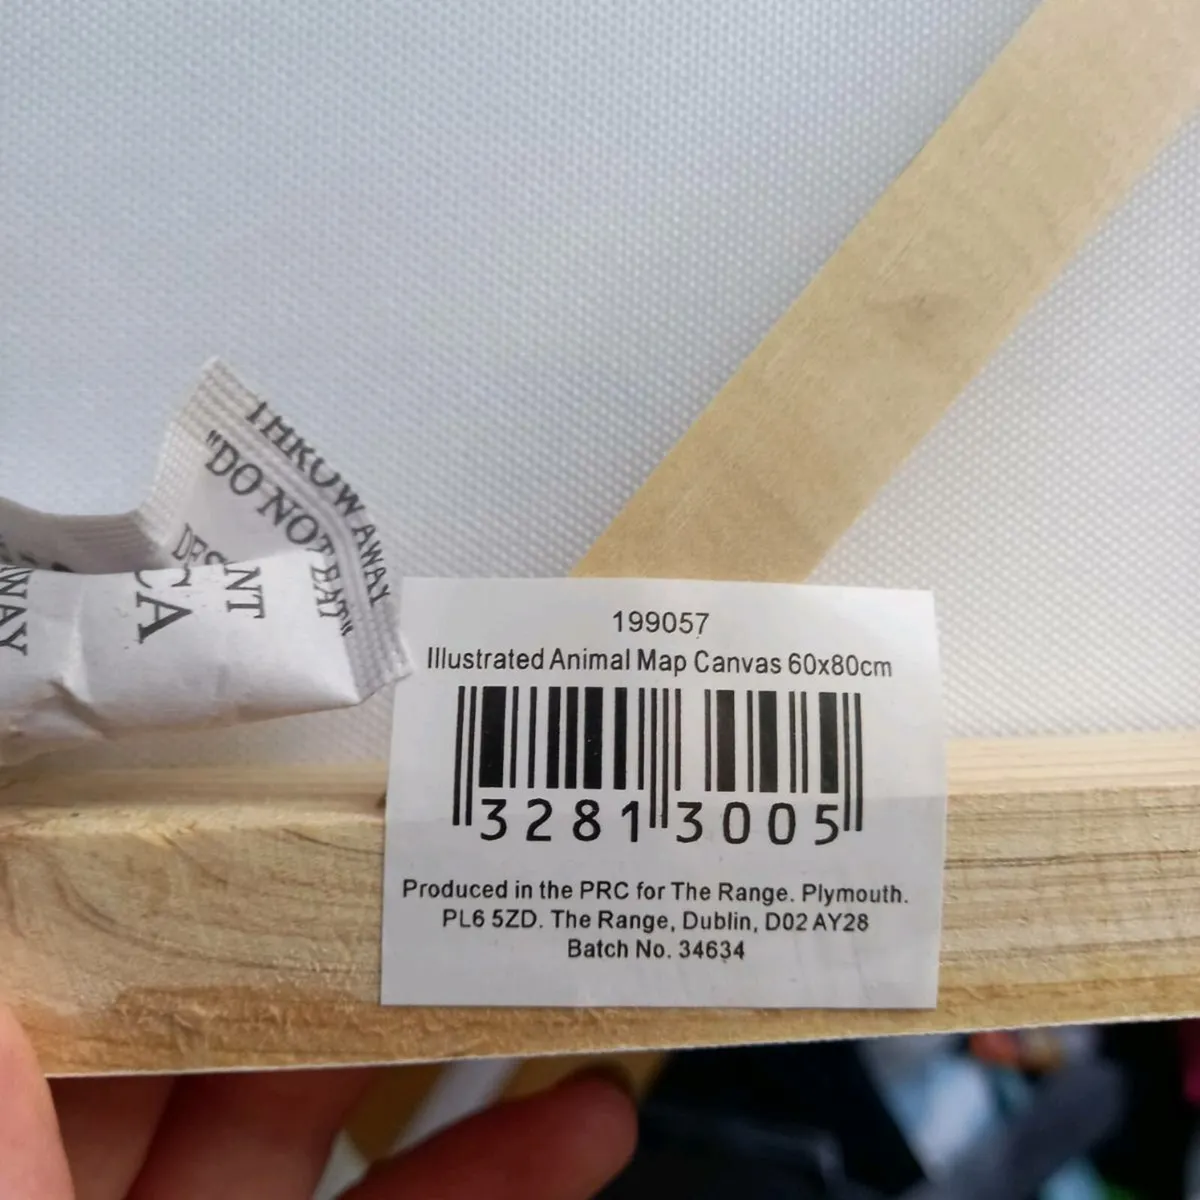 THROW AWAY
"DO NOT EAT"
199057
Illustrated Animal Map Canvas 60x80cm
3281 3005
Produced in the PRC for The Range. Plymouth.
PL6 5ZD. The Range, Dublin, D02 AY28
Batch No. 34634